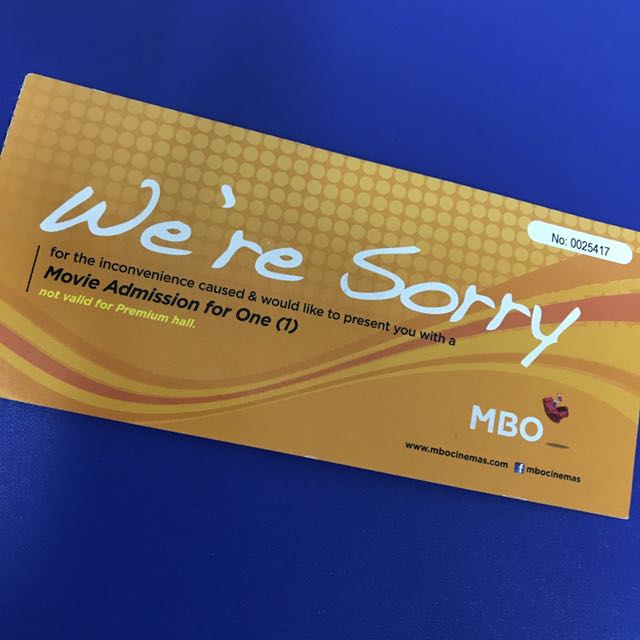 No: 0025417
We're Sorry
for the inconvenience caused & would like to present you with a
Movie Admission for One (1)
not valid for Premium hall.
MBO
www.mbocinemas.com f mbocinemas